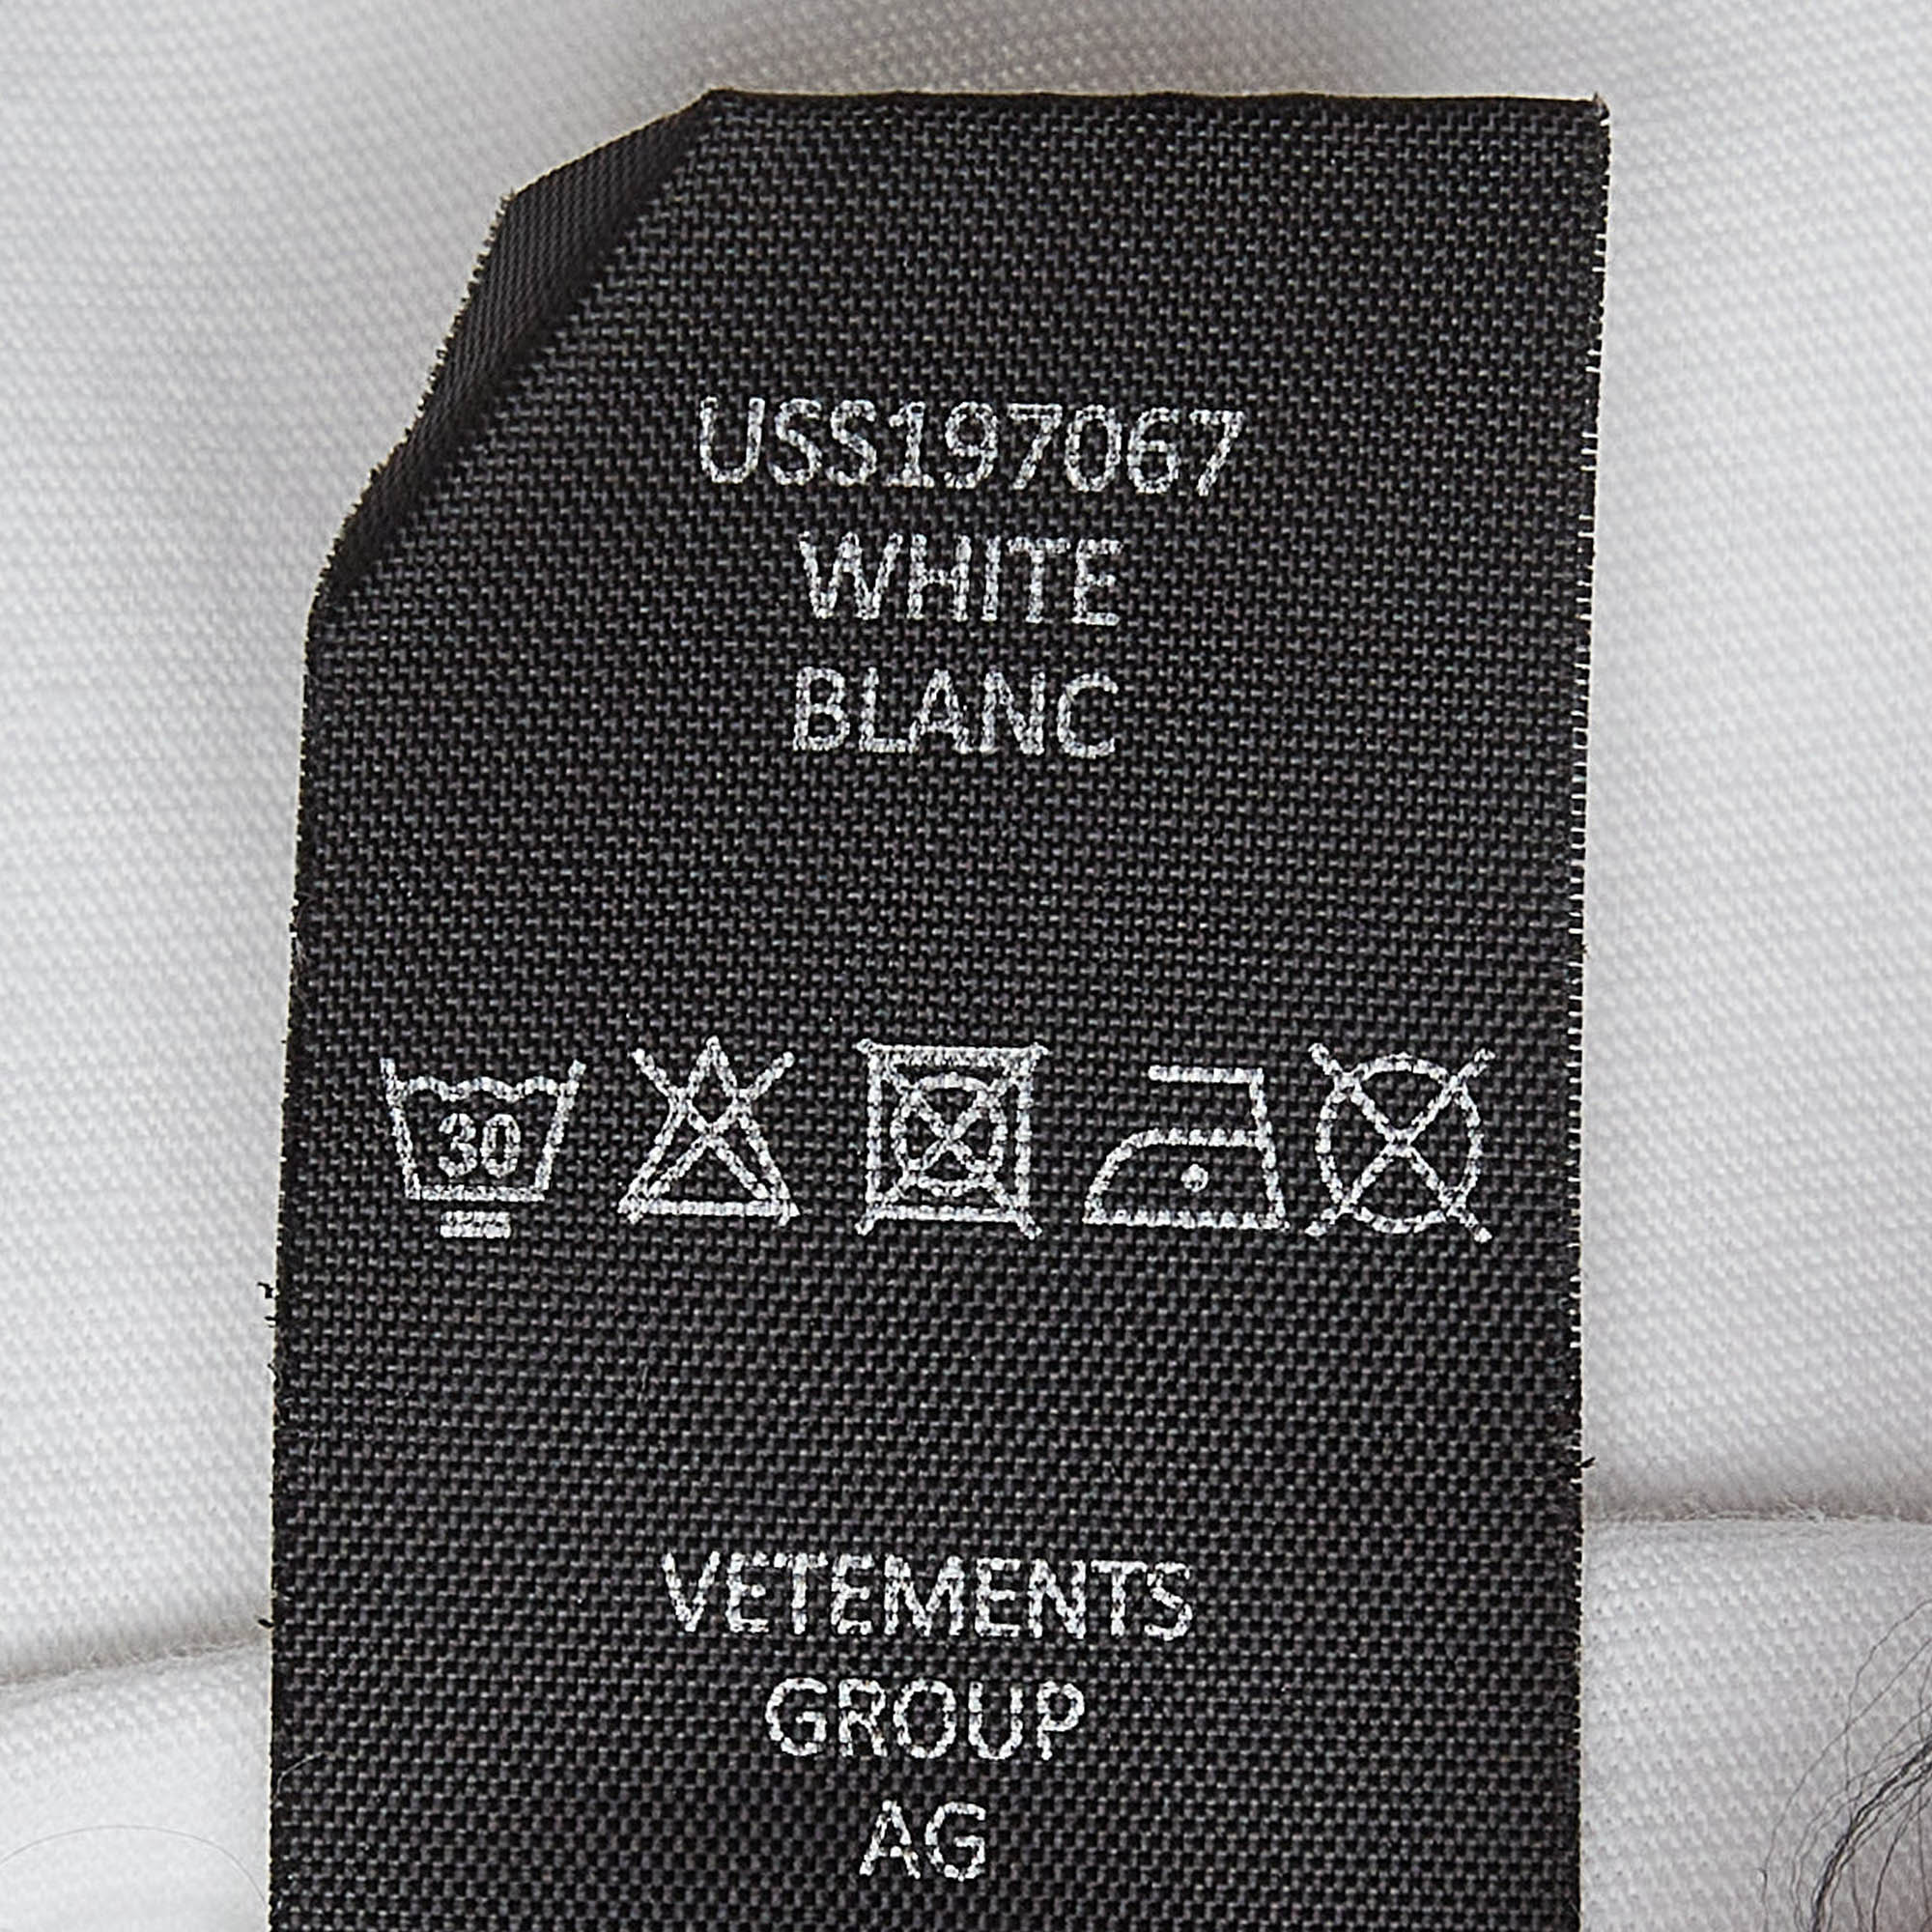 USS197067
WHITE
BLANC
30
VETEMENTS
GROUP
AG